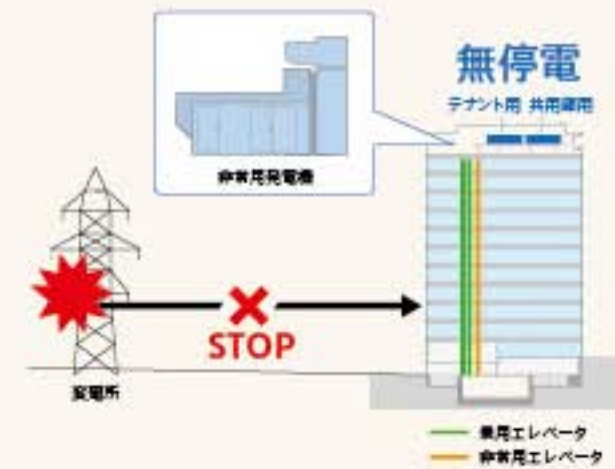 無停電
テナント用 共用部用
非常用発電機
STOP
変電所
乗用エレベータ
非常用エレベータ